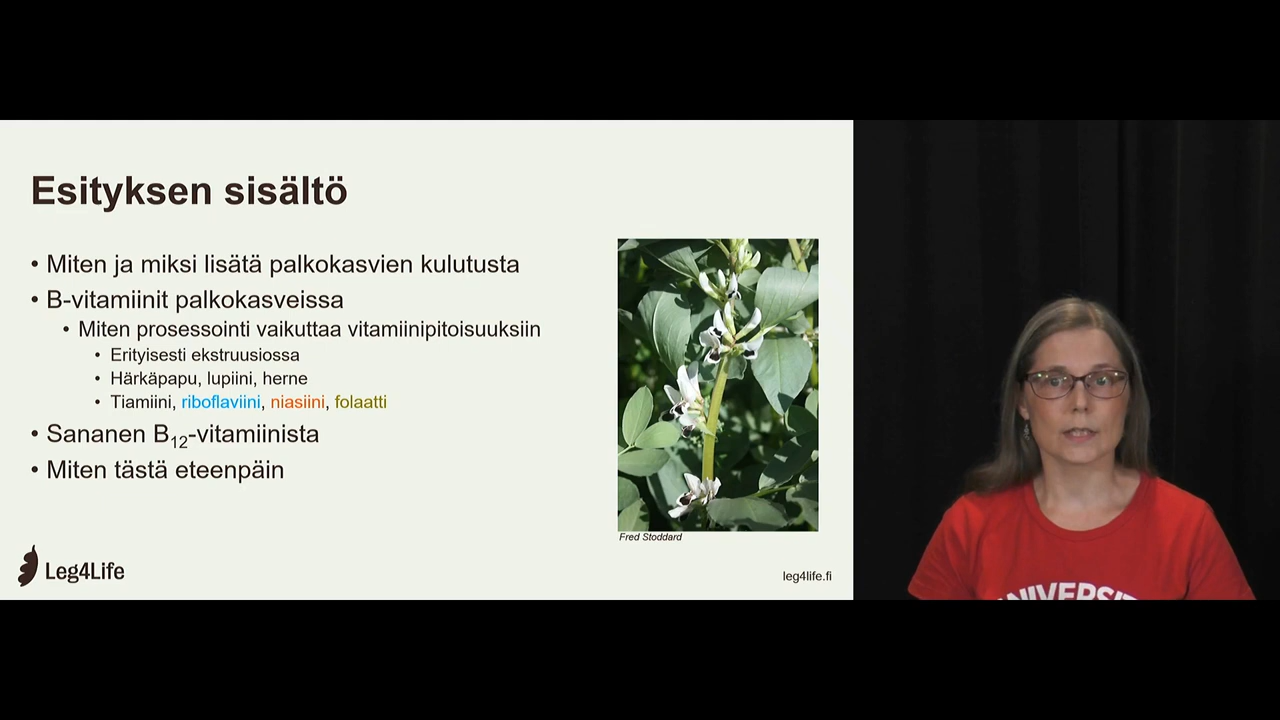 Esityksen sisältö
• Miten ja miksi lisätä palkokasvien kulutusta
• B-vitamiinit palkokasveissa
• Miten prosessointi vaikuttaa vitamiinipitoisuuksiin
• Erityisesti ekstruusiossa
• Härkäpapu, lupiini, herne
• Tiamiini, riboflaviini, niasiini, folaatti
• Sananen B12-vitamiinista
• Miten tästä eteenpäin
Fred Stoddard
Leg4Life
leg4life.fi